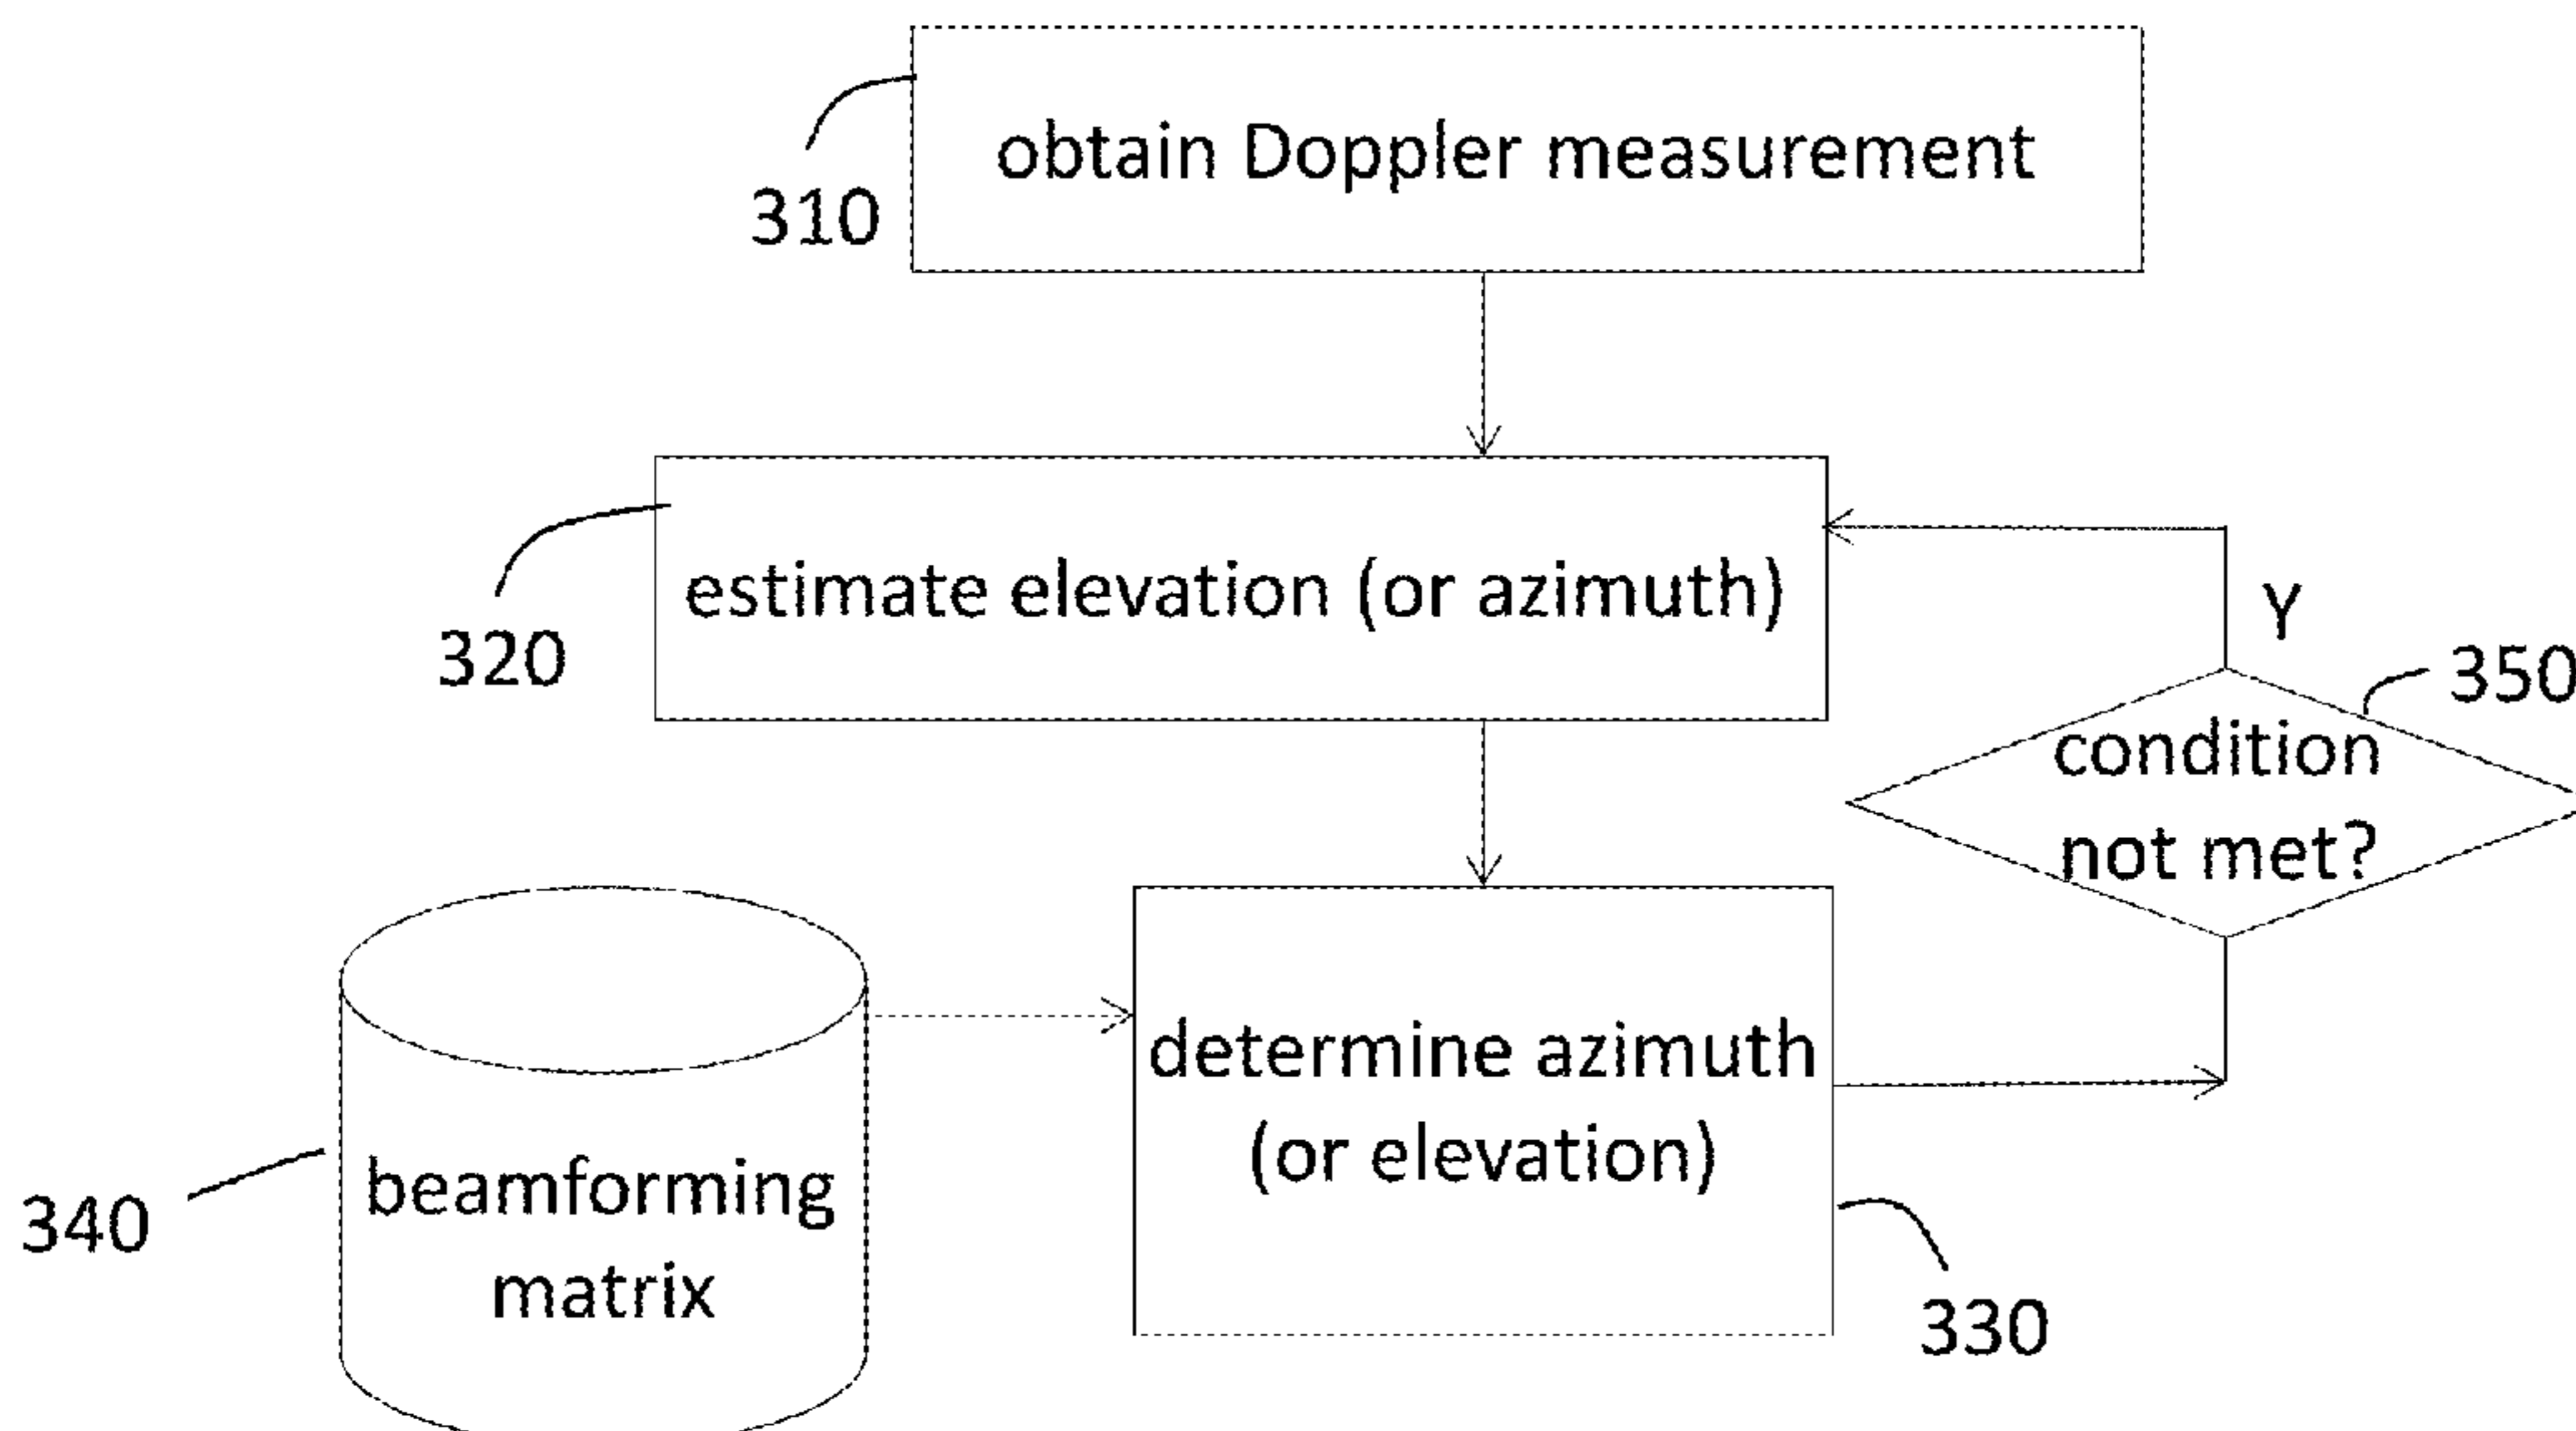 obtain Doppler measurement
310
estimate elevation (or azimuth)
320
Y
350
condition
not met?
determine azimuth
(or elevation)
330
beamforming
matrix
340